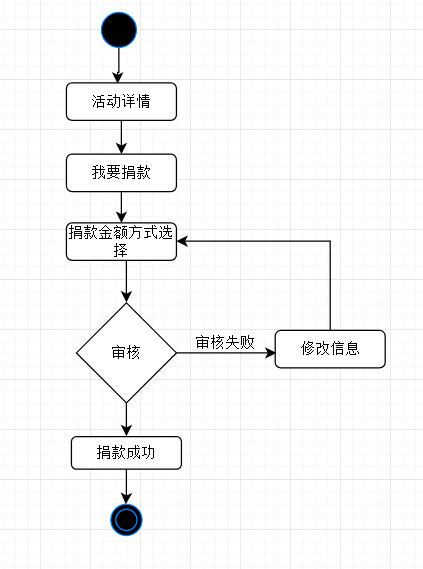 活动详情
我要捐款
捐款金额方式选
择
审核
审核失败
修改信息
捐款成功